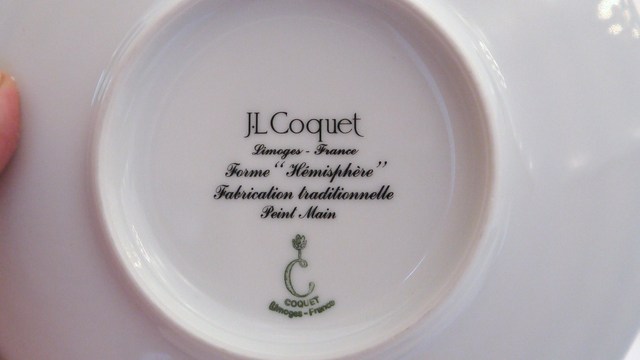 J.L Coquet
Limoges - France
Forme "Hémisphère"
Fabrication traditionnelle
Peint Main
C
COQUET
Limoges - France